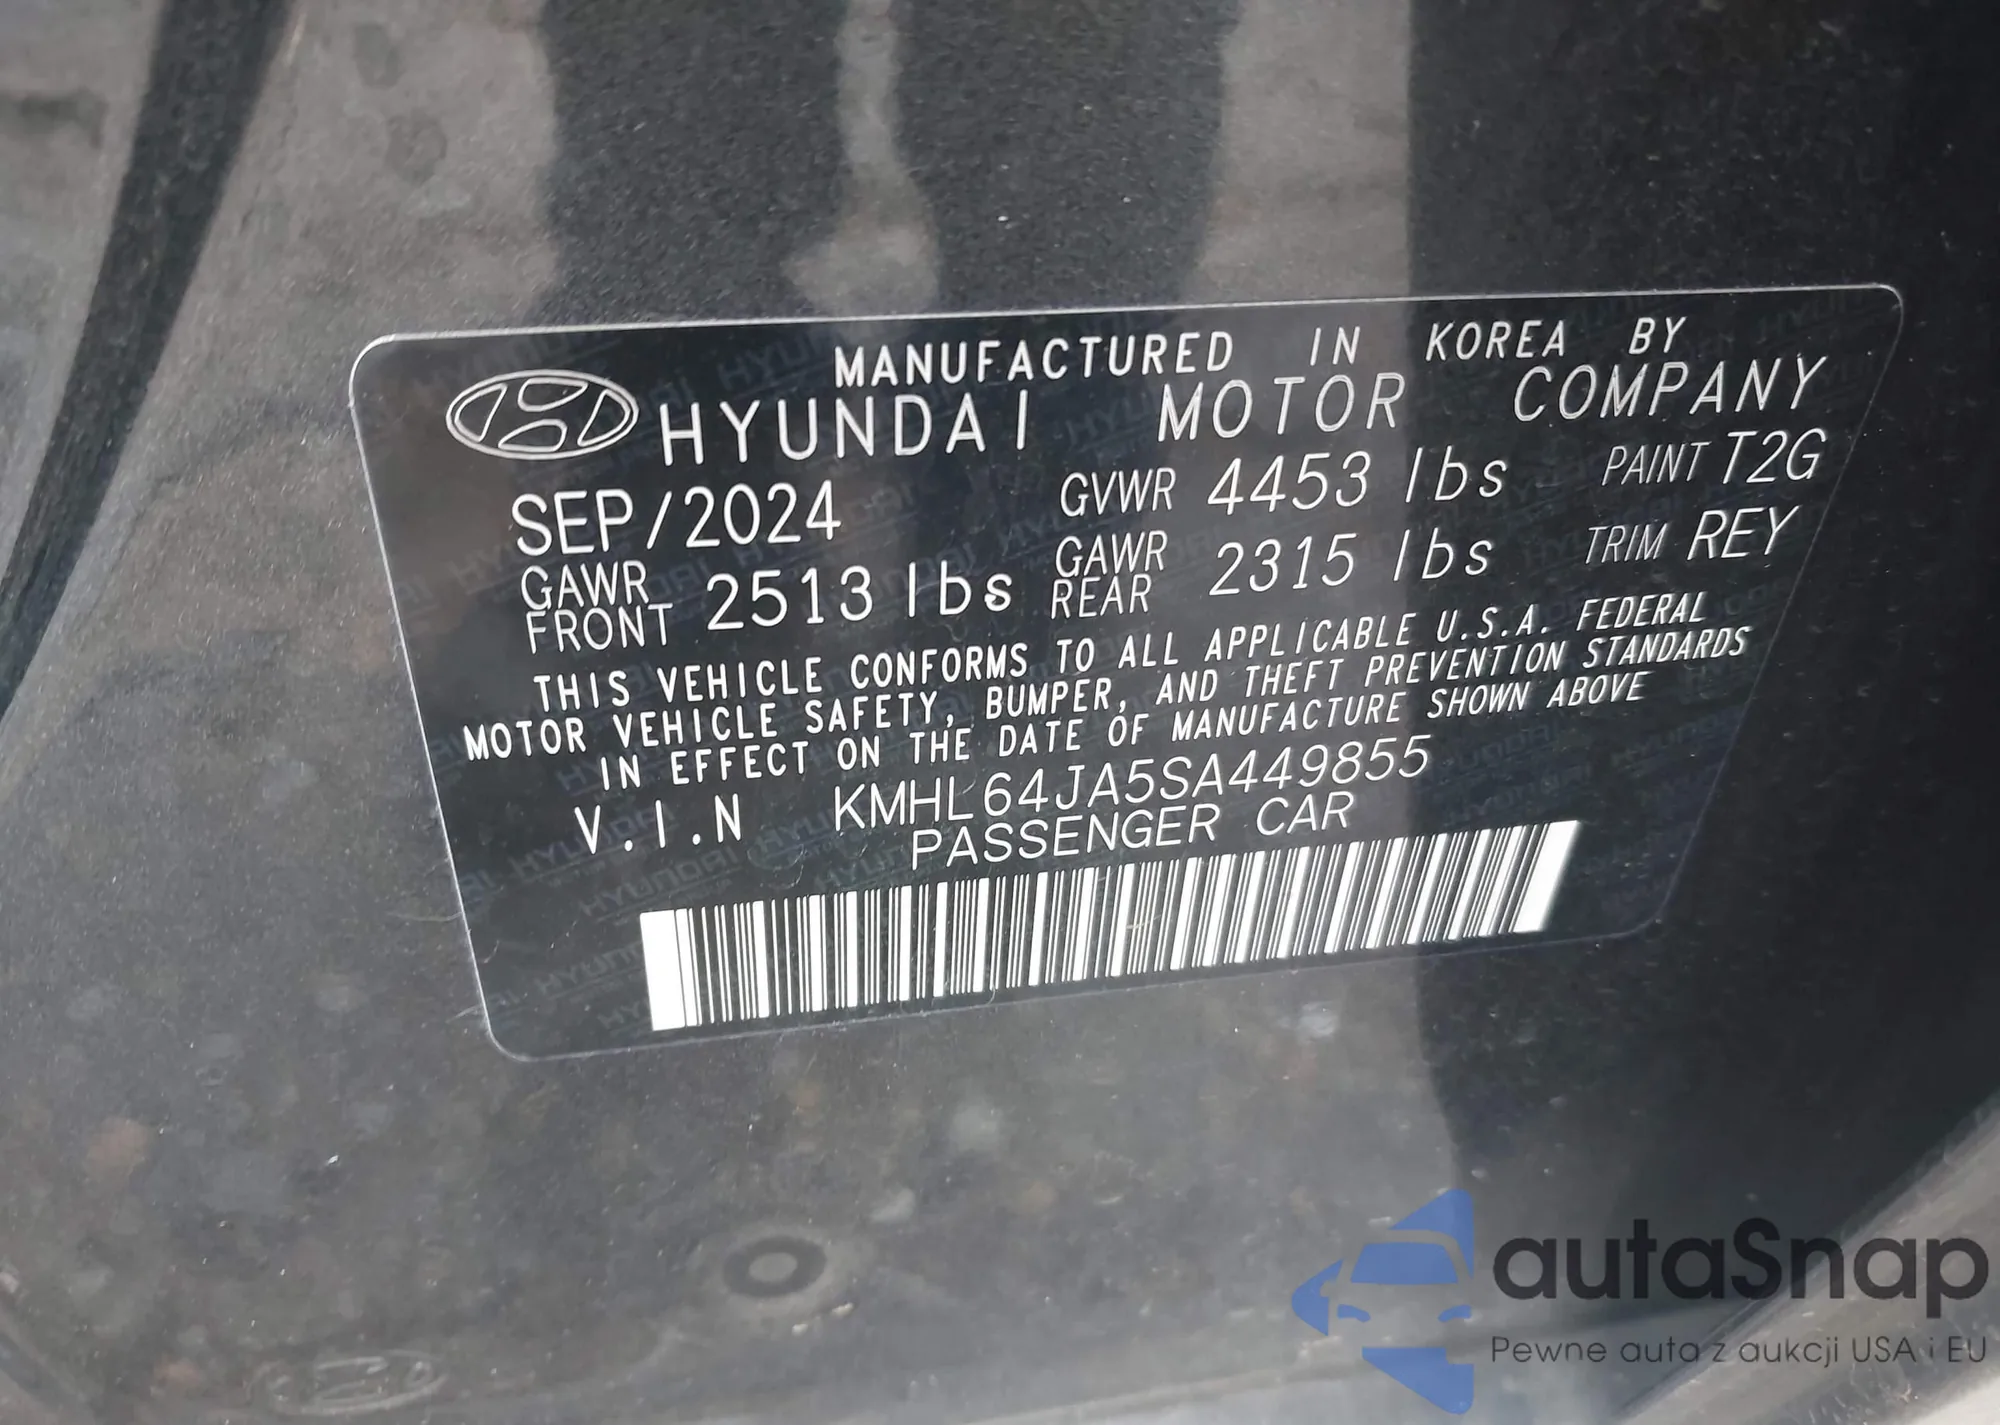 MANUFACTURED IN KOREA BY
HYUNDAI MOTOR COMPANY
SEP/2024 GVWR 4453 lbs PAINT T2G
GAWR FRONT 2513 lbs GAWR REAR 2315 lbs TRIM REY
THIS VEHICLE CONFORMS TO ALL APPLICABLE U.S.A. FEDERAL
MOTOR VEHICLE SAFETY, BUMPER, AND THEFT PREVENTION STANDARDS
IN EFFECT ON THE DATE OF MANUFACTURE SHOWN ABOVE
V.I.N KMHL64JA5SA449855
PASSENGER CAR
autaSnap
Pewne auta z aukcji USA i EU